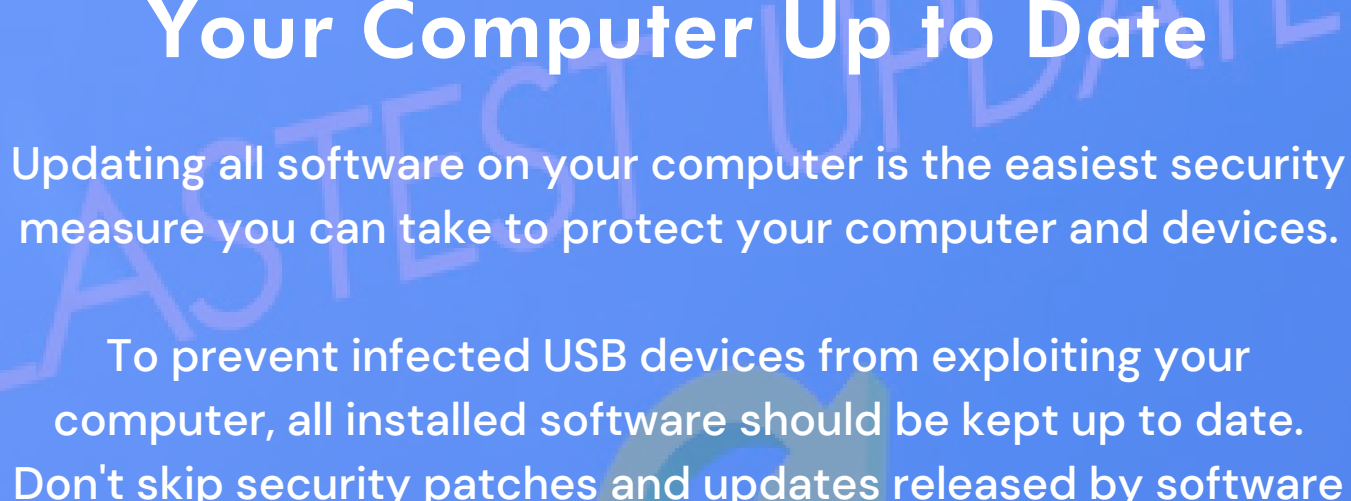 Your Computer Up to Date
LASTEST UPDATE
Updating all software on your computer is the easiest security
measure you can take to protect your computer and devices.
To prevent infected USB devices from exploiting your
computer, all installed software should be kept up to date.
Don't skip security patches and updates released by software